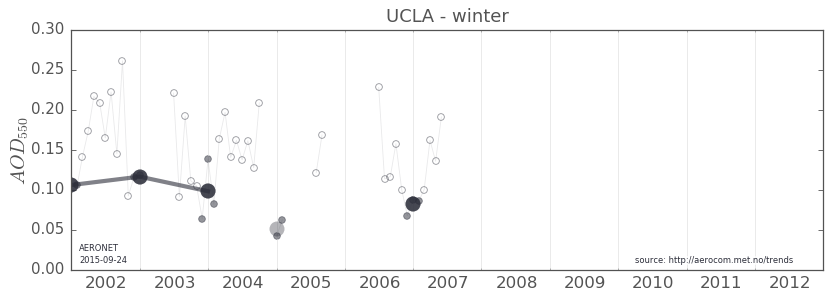 UCLA - winter
0.30
0.25
0.20
0.15
0.10
0.05
0.00
AOD550
AERONET
2015-09-24
source: http://aerocom.met.no/trends
2002 2003 2004 2005 2006 2007 2008 2009 2010 2011 2012